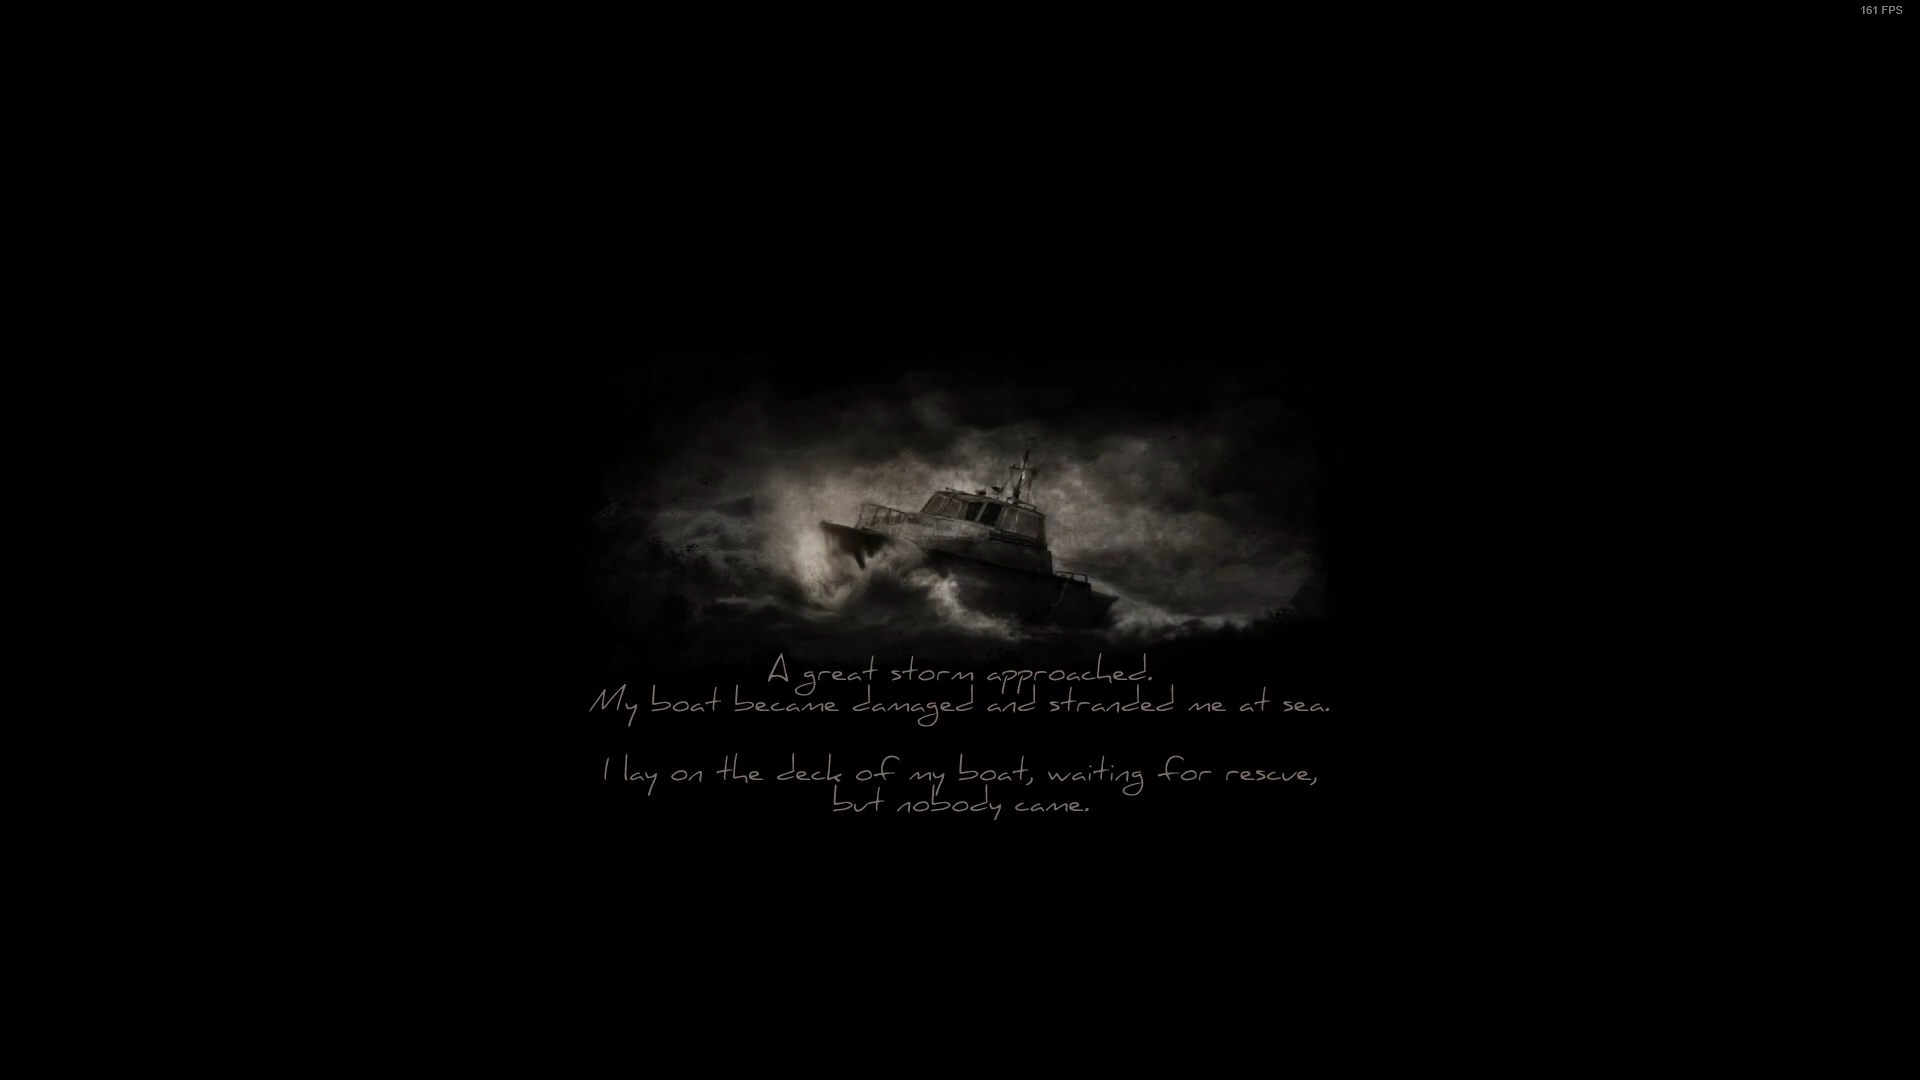 161 FPS
A great storm approached.
My boat became damaged and stranded me at sea.
I lay on the deck of my boat, waiting for rescue,
but nobody came.